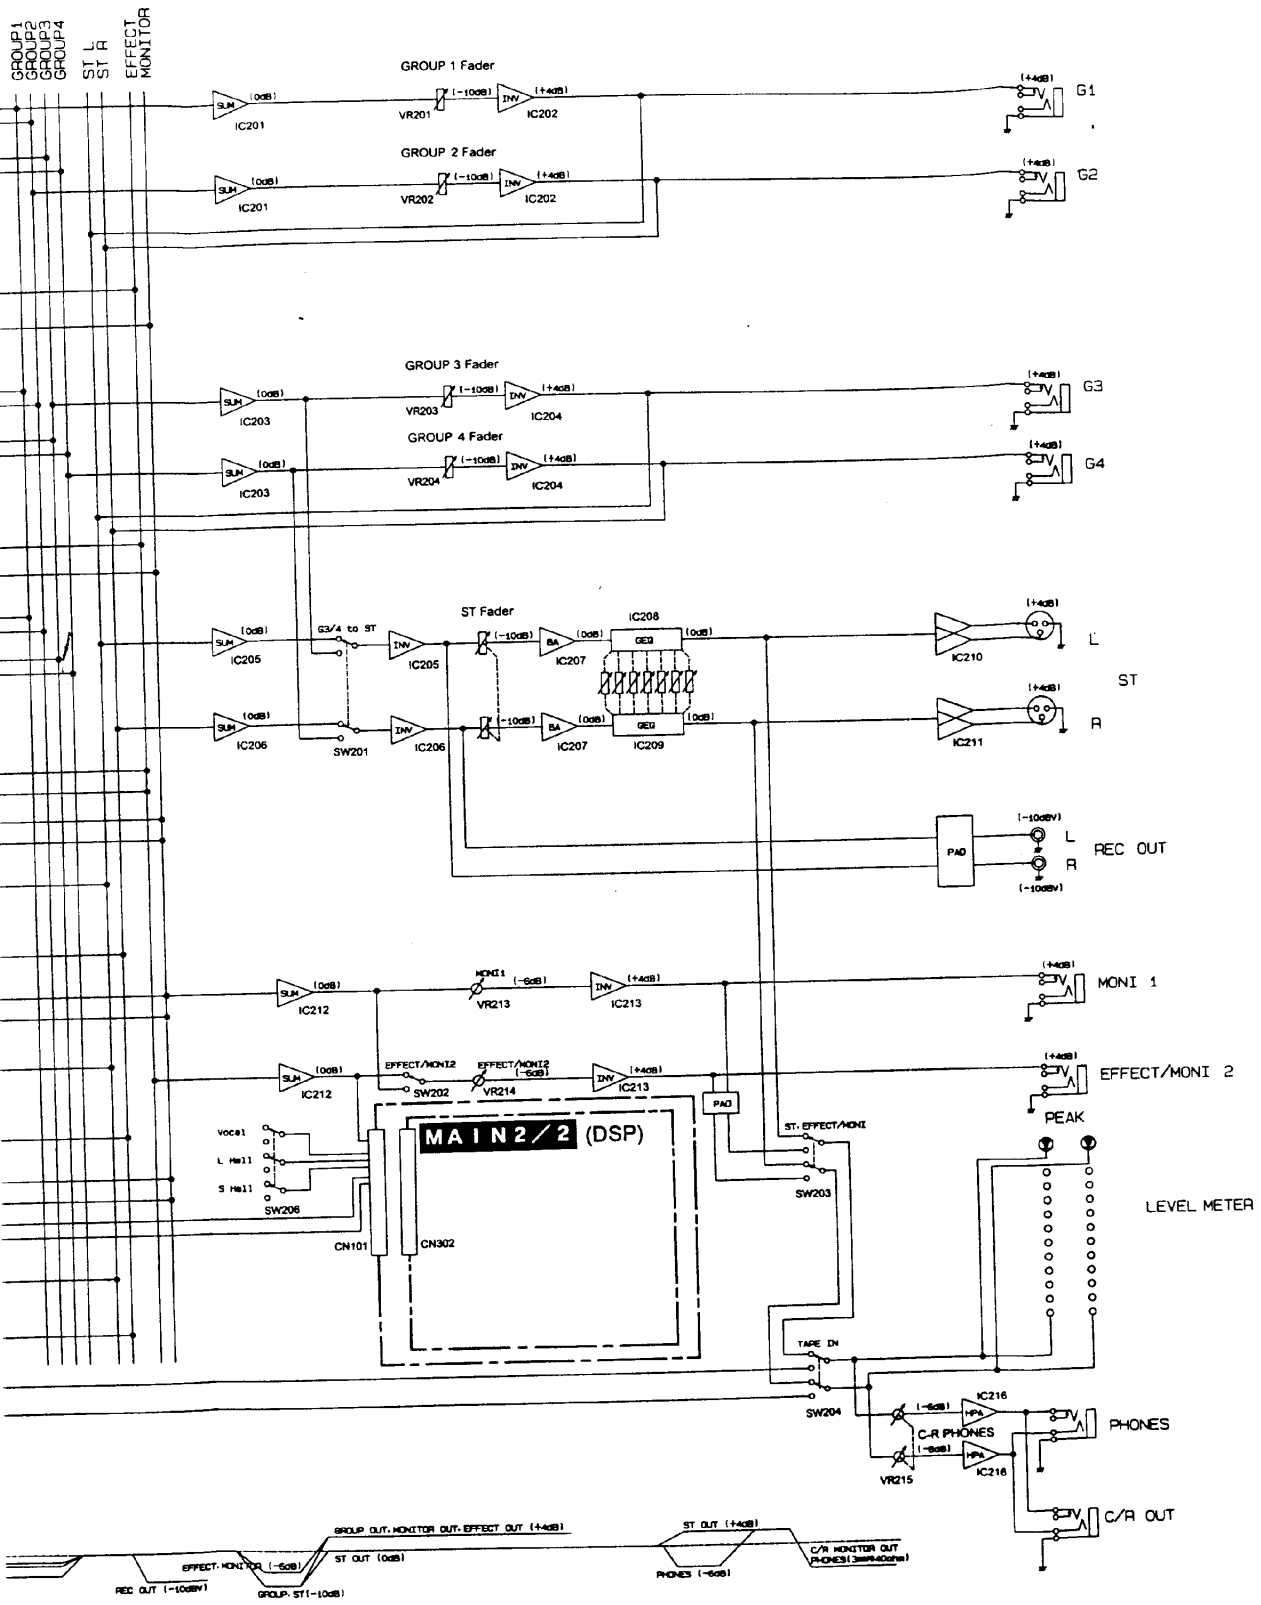 GROUP1
GROUP2
GROUP3
GROUP4
ST L
ST R
EFFECT
MONITOR
GROUP 1 Fader
SUM
(0dB)
IC201
VR201
(-10dB)
INV
(+4dB)
IC202
(+4dB)
G1
GROUP 2 Fader
SUM
(0dB)
IC201
VR202
(-10dB)
INV
(+4dB)
IC202
(+4dB)
G2
GROUP 3 Fader
SUM
(0dB)
IC203
VR203
(-10dB)
INV
(+4dB)
IC204
(+4dB)
G3
GROUP 4 Fader
SUM
(0dB)
IC203
VR204
(-10dB)
INV
(+4dB)
IC204
(+4dB)
G4
SUM
(0dB)
IC205
G3/4 to ST
INV
IC205
ST Fader
(-10dB)
BA
IC207
(0dB)
IC208
GEQ
(0dB)
IC210
(+4dB)
L
ST
SUM
(0dB)
IC206
SW201
INV
IC206
(-10dB)
BA
IC207
(0dB)
GEQ
IC209
(0dB)
IC211
(+4dB)
R
PAD
(-10dBV)
L
REC OUT
R
(-10dBV)
SUM
(0dB)
IC212
MONI1
VR213
(-6dB)
INV
(+4dB)
IC213
(+4dB)
MONI 1
SUM
(0dB)
IC212
EFFECT/MONI2
SW202
EFFECT/MONI2
(-6dB)
VR214
INV
(+4dB)
IC213
(+4dB)
EFFECT/MONI 2
PAD
MAIN2/2 (DSP)
Vocal
L Hall
S Hall
SW206
CN101
CN302
ST, EFFECT/MONI
SW203
PEAK
LEVEL METER
TAPE IN
SW204
(-6dB)
IC216
HPA
C-R PHONES
(-6dB)
HPA
IC216
VR215
PHONES
C/R OUT
GROUP OUT, MONITOR OUT, EFFECT OUT (+4dB)
EFFECT, MONITOR (-6dB)
ST OUT (0dB)
REC OUT (-10dBV)
GROUP, ST(-10dB)
ST OUT (+4dB)
PHONES (-6dB)
C/R MONITOR OUT
PHONES(3mW40ohm)